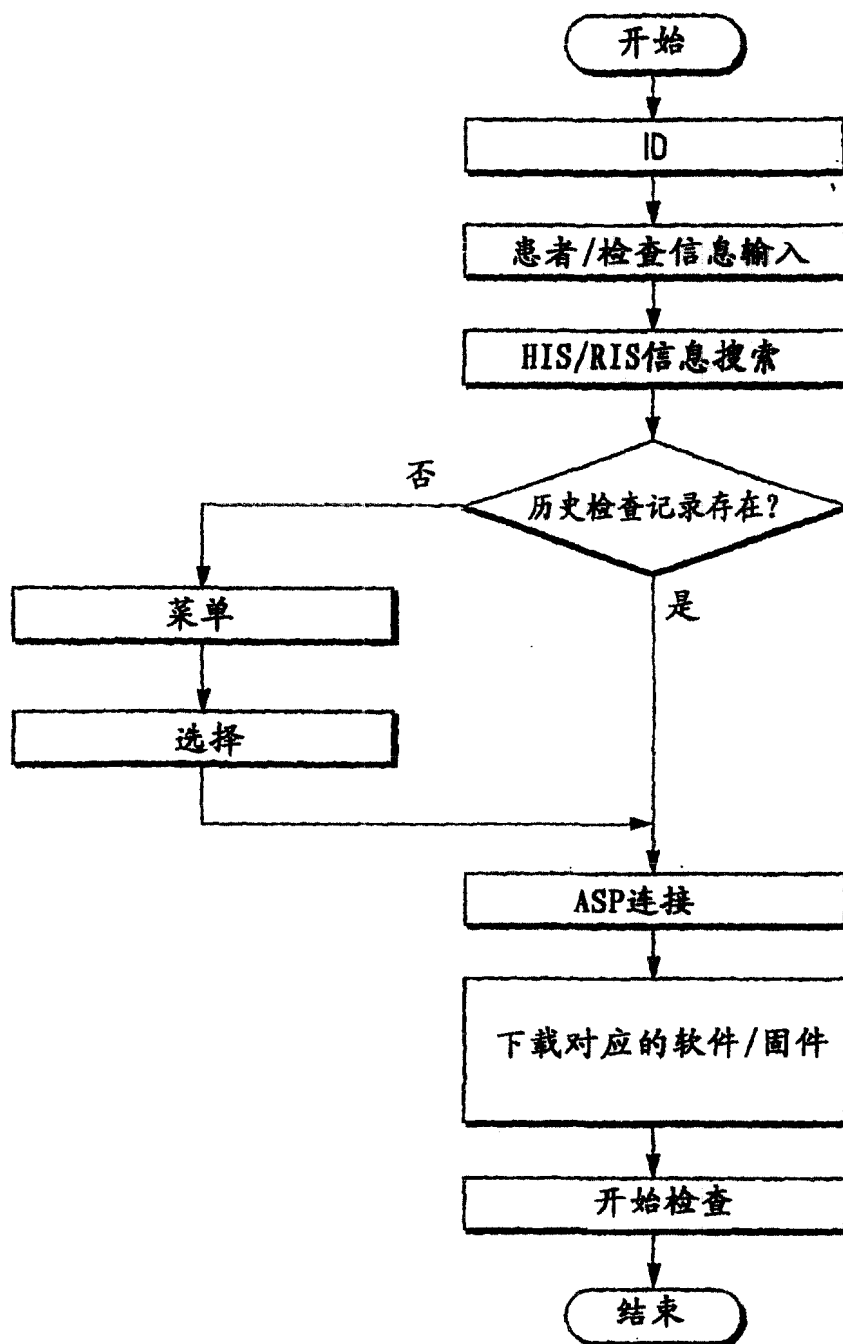 开始
ID
患者/检查信息输入
HIS/RIS信息搜索
历史检查记录存在?
否
是
菜单
选择
ASP连接
下载对应的软件/固件
开始检查
结束